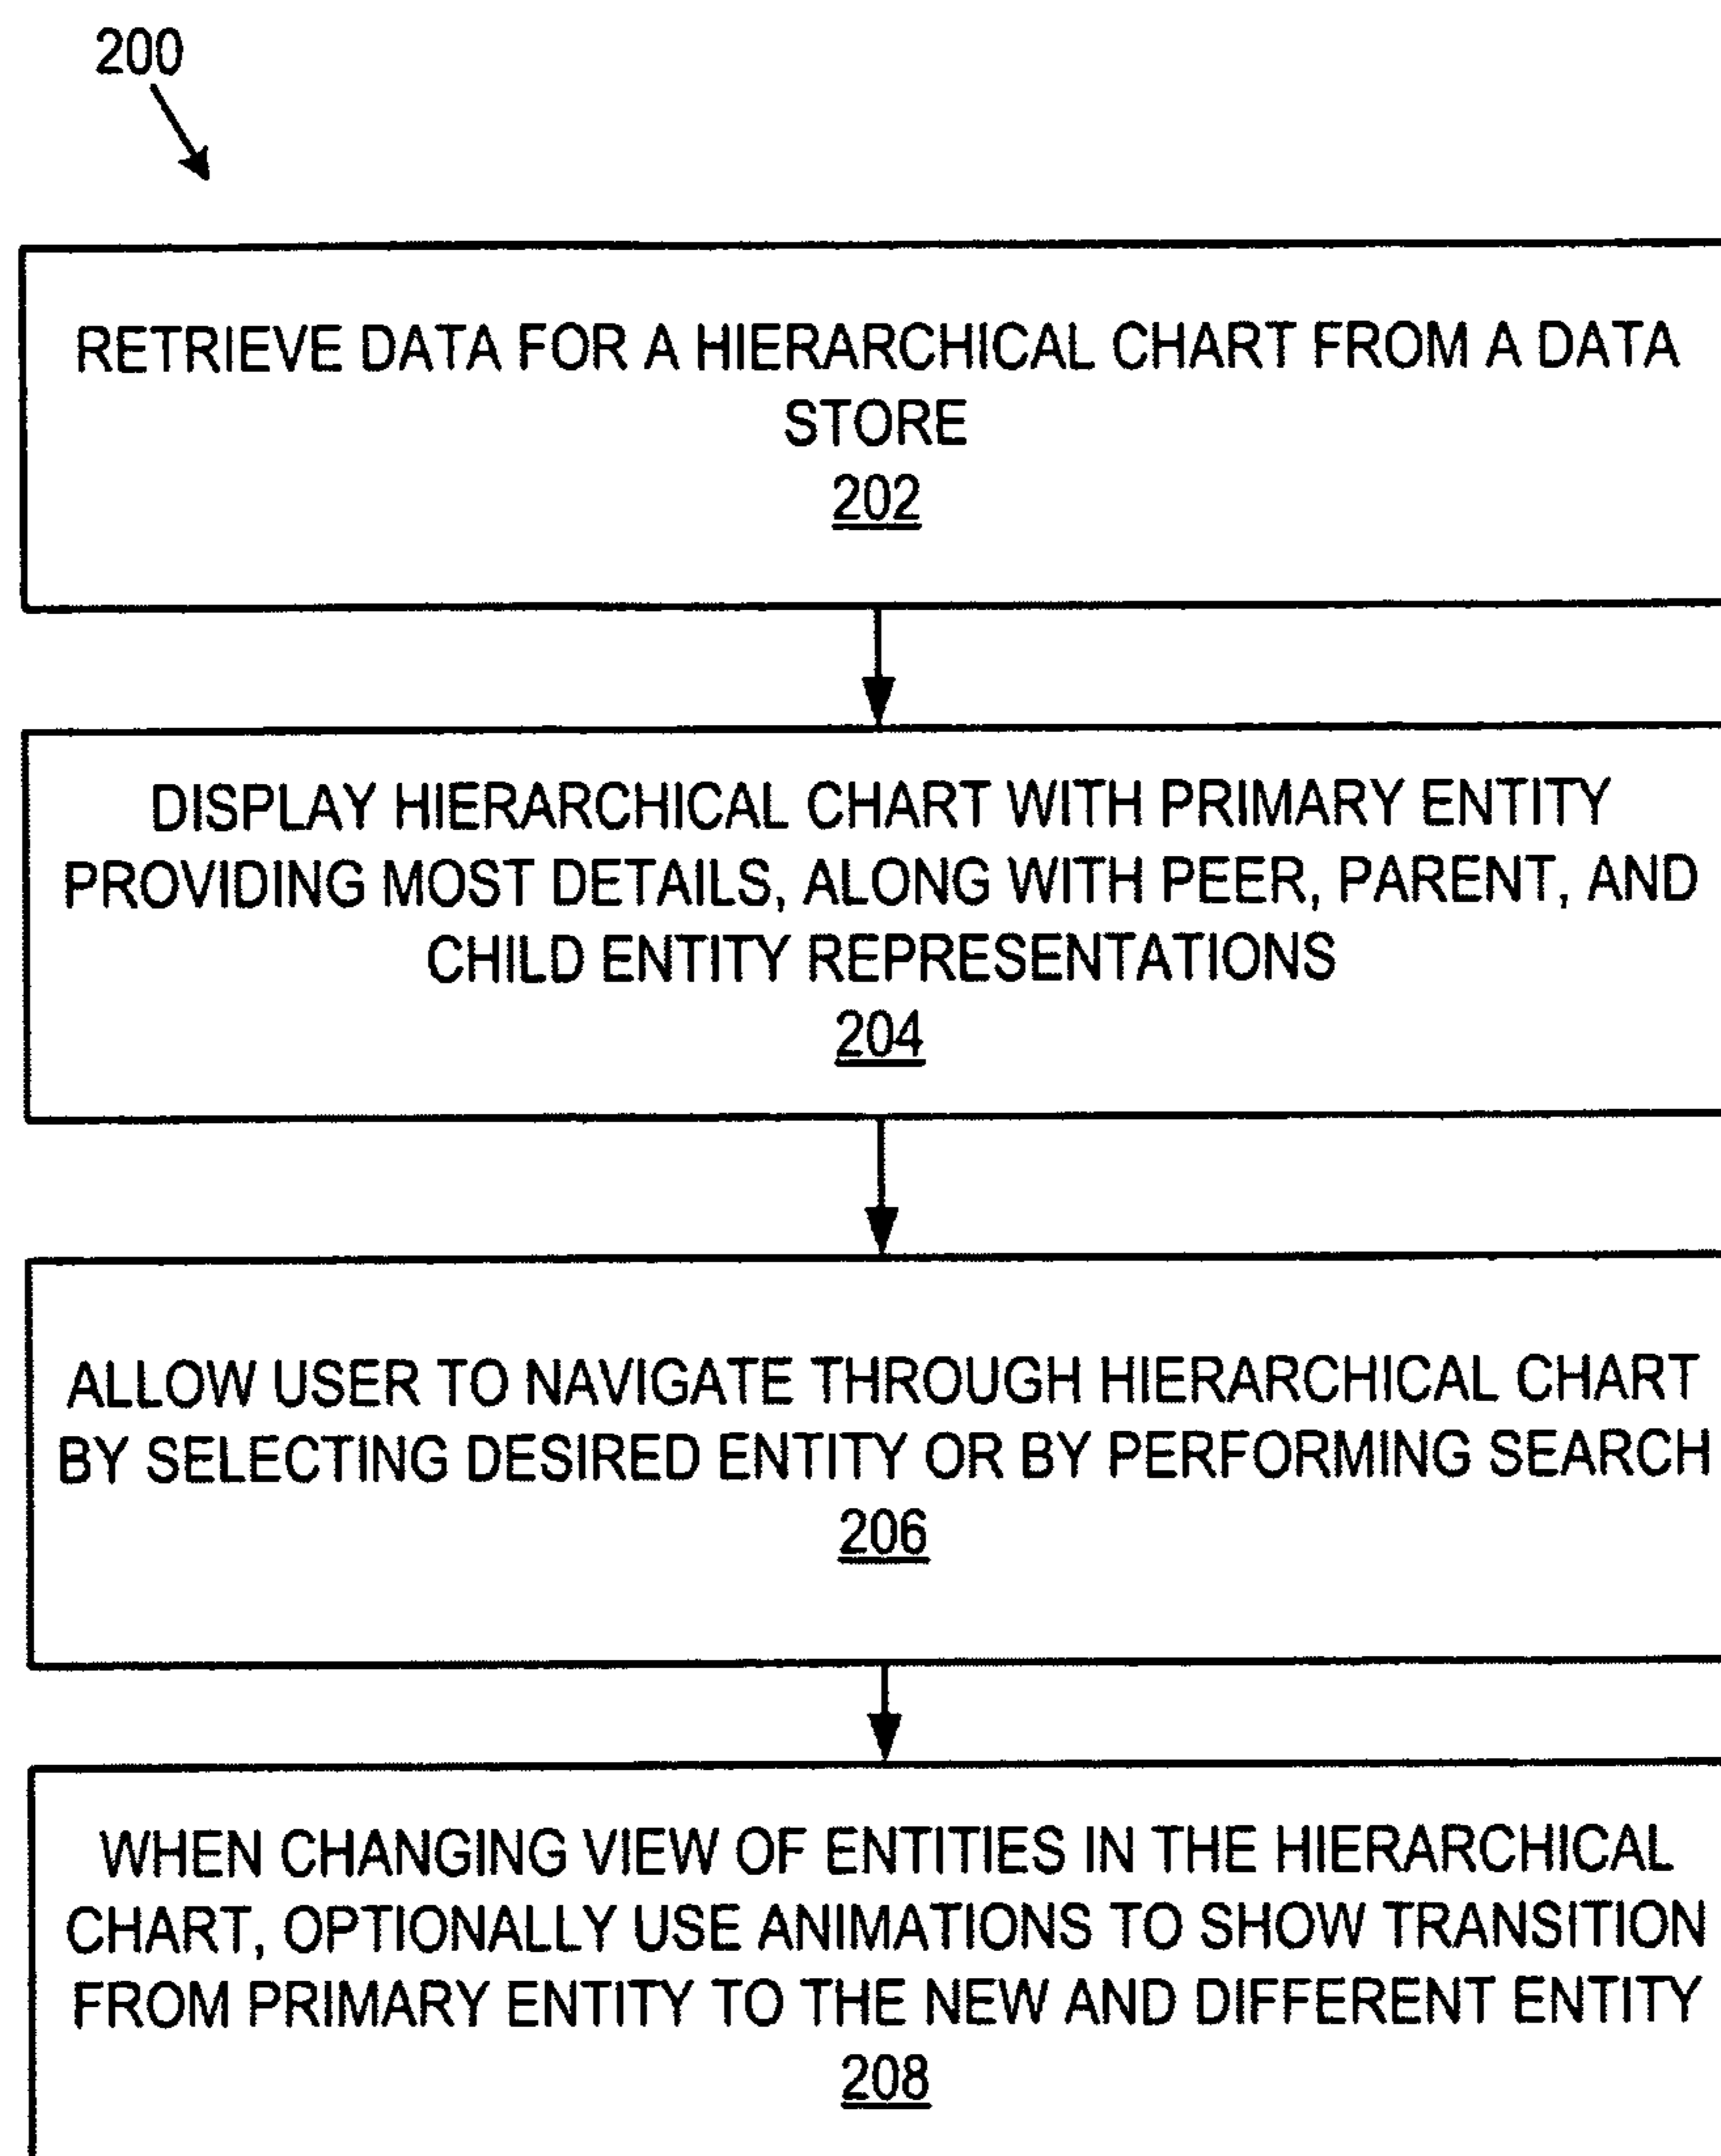 200
RETRIEVE DATA FOR A HIERARCHICAL CHART FROM A DATA
STORE
202
DISPLAY HIERARCHICAL CHART WITH PRIMARY ENTITY
PROVIDING MOST DETAILS, ALONG WITH PEER, PARENT, AND
CHILD ENTITY REPRESENTATIONS
204
ALLOW USER TO NAVIGATE THROUGH HIERARCHICAL CHART
BY SELECTING DESIRED ENTITY OR BY PERFORMING SEARCH
206
WHEN CHANGING VIEW OF ENTITIES IN THE HIERARCHICAL
CHART, OPTIONALLY USE ANIMATIONS TO SHOW TRANSITION
FROM PRIMARY ENTITY TO THE NEW AND DIFFERENT ENTITY
208